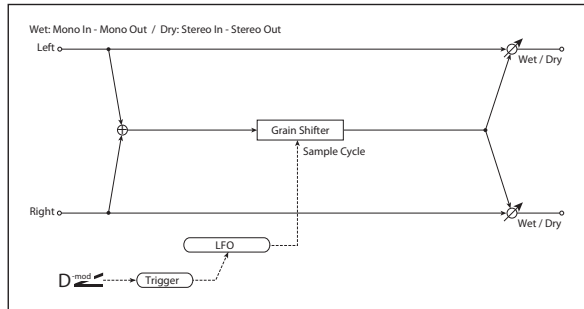 Wet: Mono In - Mono Out / Dry: Stereo In - Stereo Out
Left
Wet / Dry
Grain Shifter
Sample Cycle
Right
Wet / Dry
LFO
D-mod
Trigger